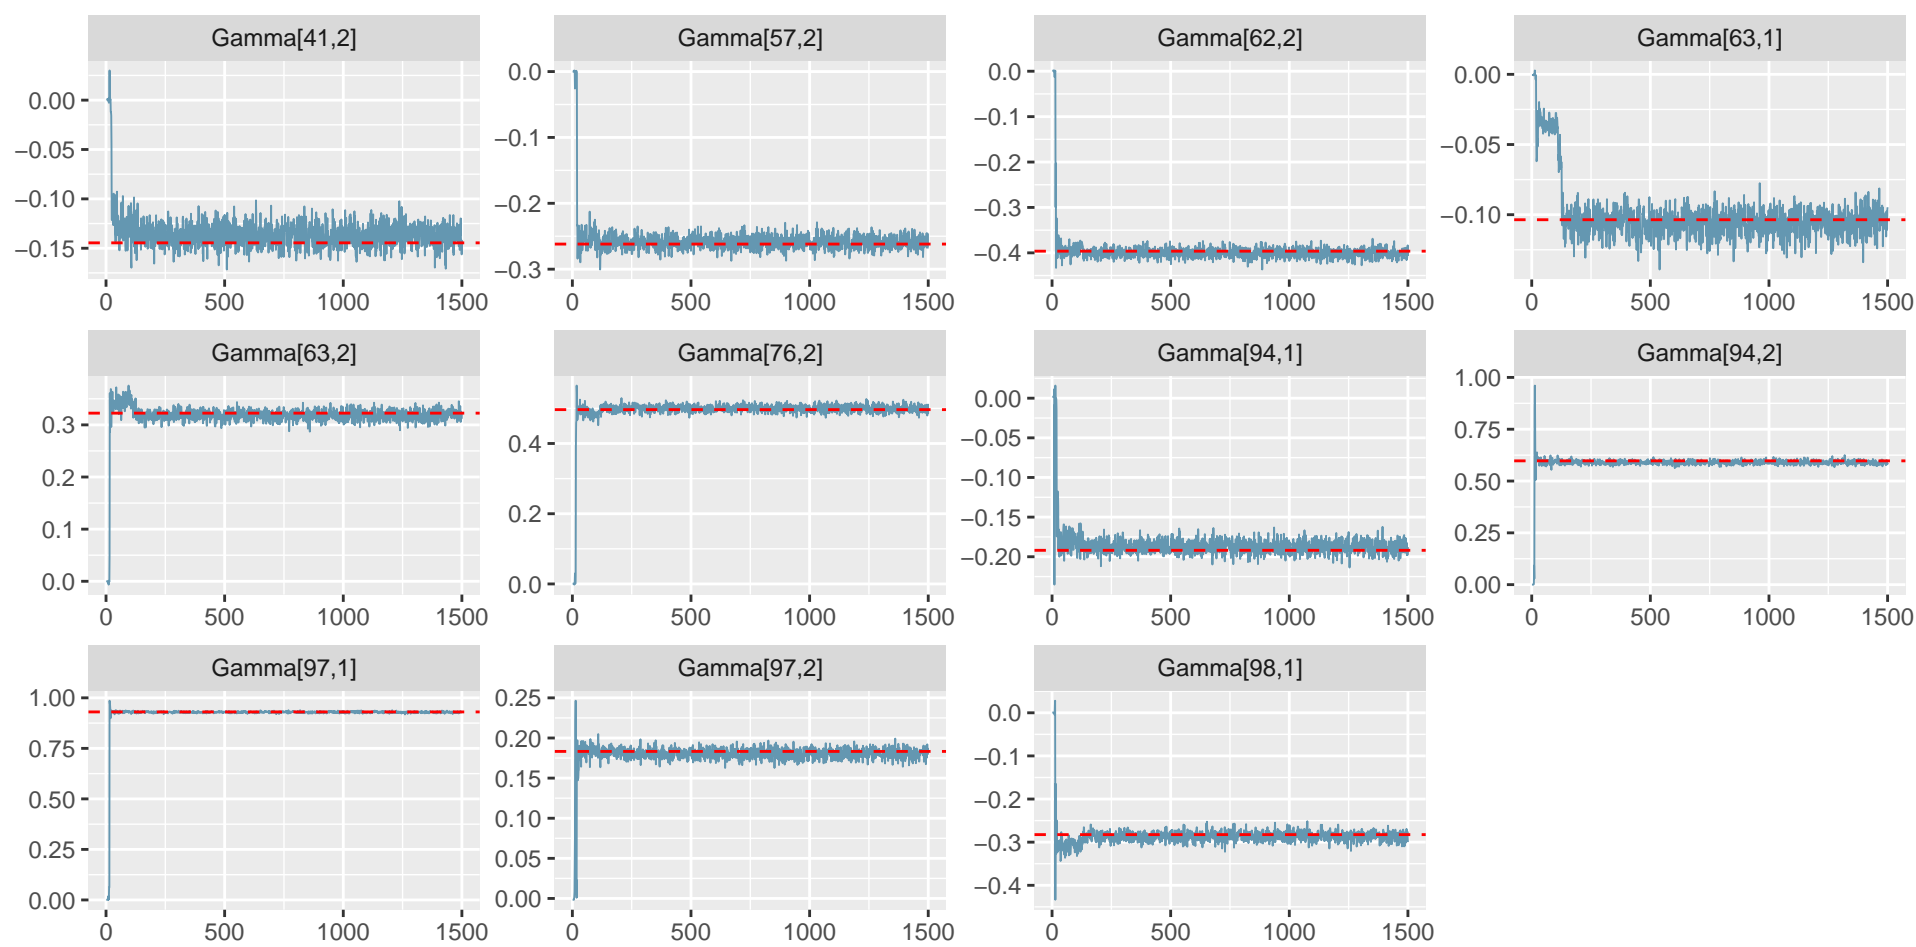 Gamma[41,2] Gamma[57,2] Gamma[62,2] Gamma[63,1]
0.00 0.0 0.0 0.00
−0.05 −0.1 −0.1 −0.05
−0.10 −0.2 −0.2 −0.10
−0.15 −0.3 −0.3
−0.4
0 500 1000 1500 0 500 1000 1500 0 500 1000 1500 0 500 1000 1500
Gamma[63,2] Gamma[76,2] Gamma[94,1] Gamma[94,2]
0.3 0.4 0.00 1.00
0.2 0.2 −0.05 0.75
0.1 0.0 −0.10 0.50
0.0 −0.15 0.25
−0.20 0.00
0 500 1000 1500 0 500 1000 1500 0 500 1000 1500 0 500 1000 1500
Gamma[97,1] Gamma[97,2] Gamma[98,1]
1.00 0.25 0.0
0.75 0.20 −0.1
0.50 0.15 −0.2
0.25 0.10 −0.3
0.00 0.05 −0.4
0.00
0 500 1000 1500 0 500 1000 1500 0 500 1000 1500